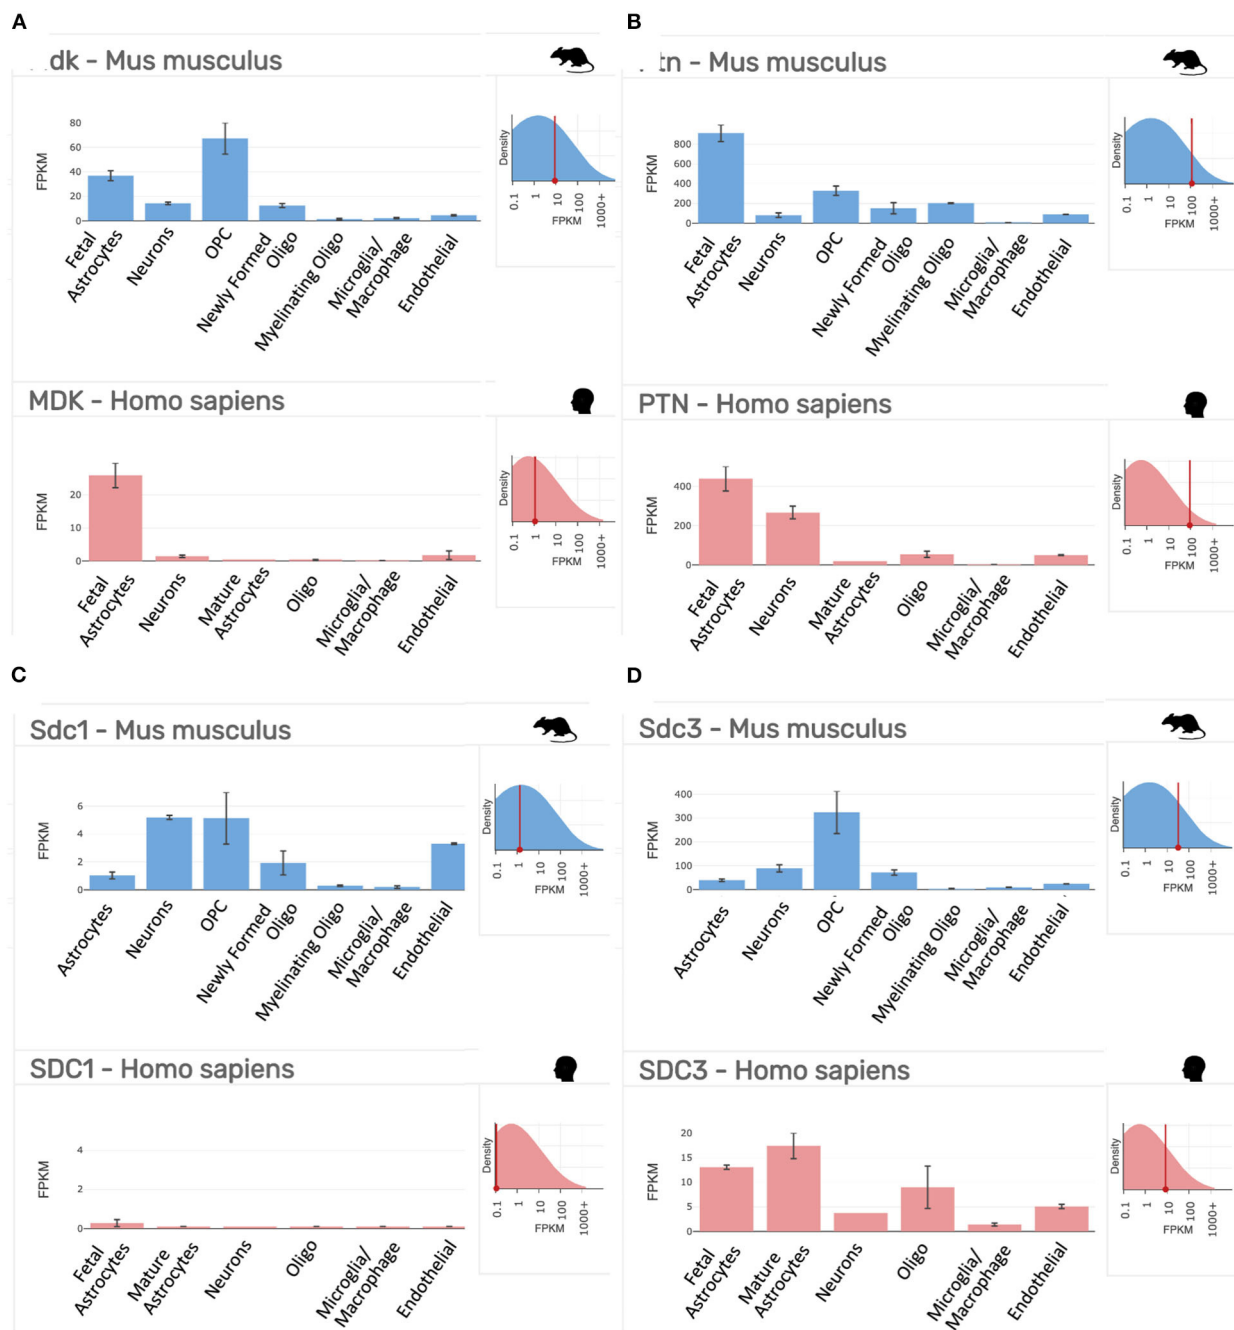 A
dk - Mus musculus
FPKM
80
60
40
20
0
Fetal
Astrocytes
Neurons
OPC
Newly Formed
Oligo
Myelinating Oligo
Microglia/
Macrophage
Endothelial
Density
0.1
1
10
100
1000+
FPKM
MDK - Homo sapiens
FPKM
20
10
0
Fetal
Astrocytes
Neurons
Mature
Astrocytes
Oligo
Microglia/
Macrophage
Endothelial
Density
0.1
1
10
100
1000+
FPKM
B
tn - Mus musculus
FPKM
800
600
400
200
0
Fetal
Astrocytes
Neurons
OPC
Newly Formed
Oligo
Myelinating Oligo
Microglia/
Macrophage
Endothelial
Density
0.1
1
10
100
1000+
FPKM
PTN - Homo sapiens
FPKM
400
200
0
Fetal
Astrocytes
Neurons
Mature
Astrocytes
Oligo
Microglia/
Macrophage
Endothelial
Density
0.1
1
10
100
1000+
FPKM
C
Sdc1 - Mus musculus
FPKM
6
4
2
0
Astrocytes
Neurons
OPC
Newly Formed
Oligo
Myelinating Oligo
Microglia/
Macrophage
Endothelial
Density
0.1
1
10
100
1000+
FPKM
SDC1 - Homo sapiens
FPKM
4
2
0
Fetal
Astrocytes
Mature
Astrocytes
Neurons
Oligo
Microglia/
Macrophage
Endothelial
Density
0.1
1
10
100
1000+
FPKM
D
Sdc3 - Mus musculus
FPKM
400
300
200
100
0
Astrocytes
Neurons
OPC
Newly Formed
Oligo
Myelinating Oligo
Microglia/
Macrophage
Endothelial
Density
0.1
1
10
100
1000+
FPKM
SDC3 - Homo sapiens
FPKM
20
15
10
5
0
Fetal
Astrocytes
Mature
Astrocytes
Neurons
Oligo
Microglia/
Macrophage
Endothelial
Density
0.1
1
10
100
1000+
FPKM